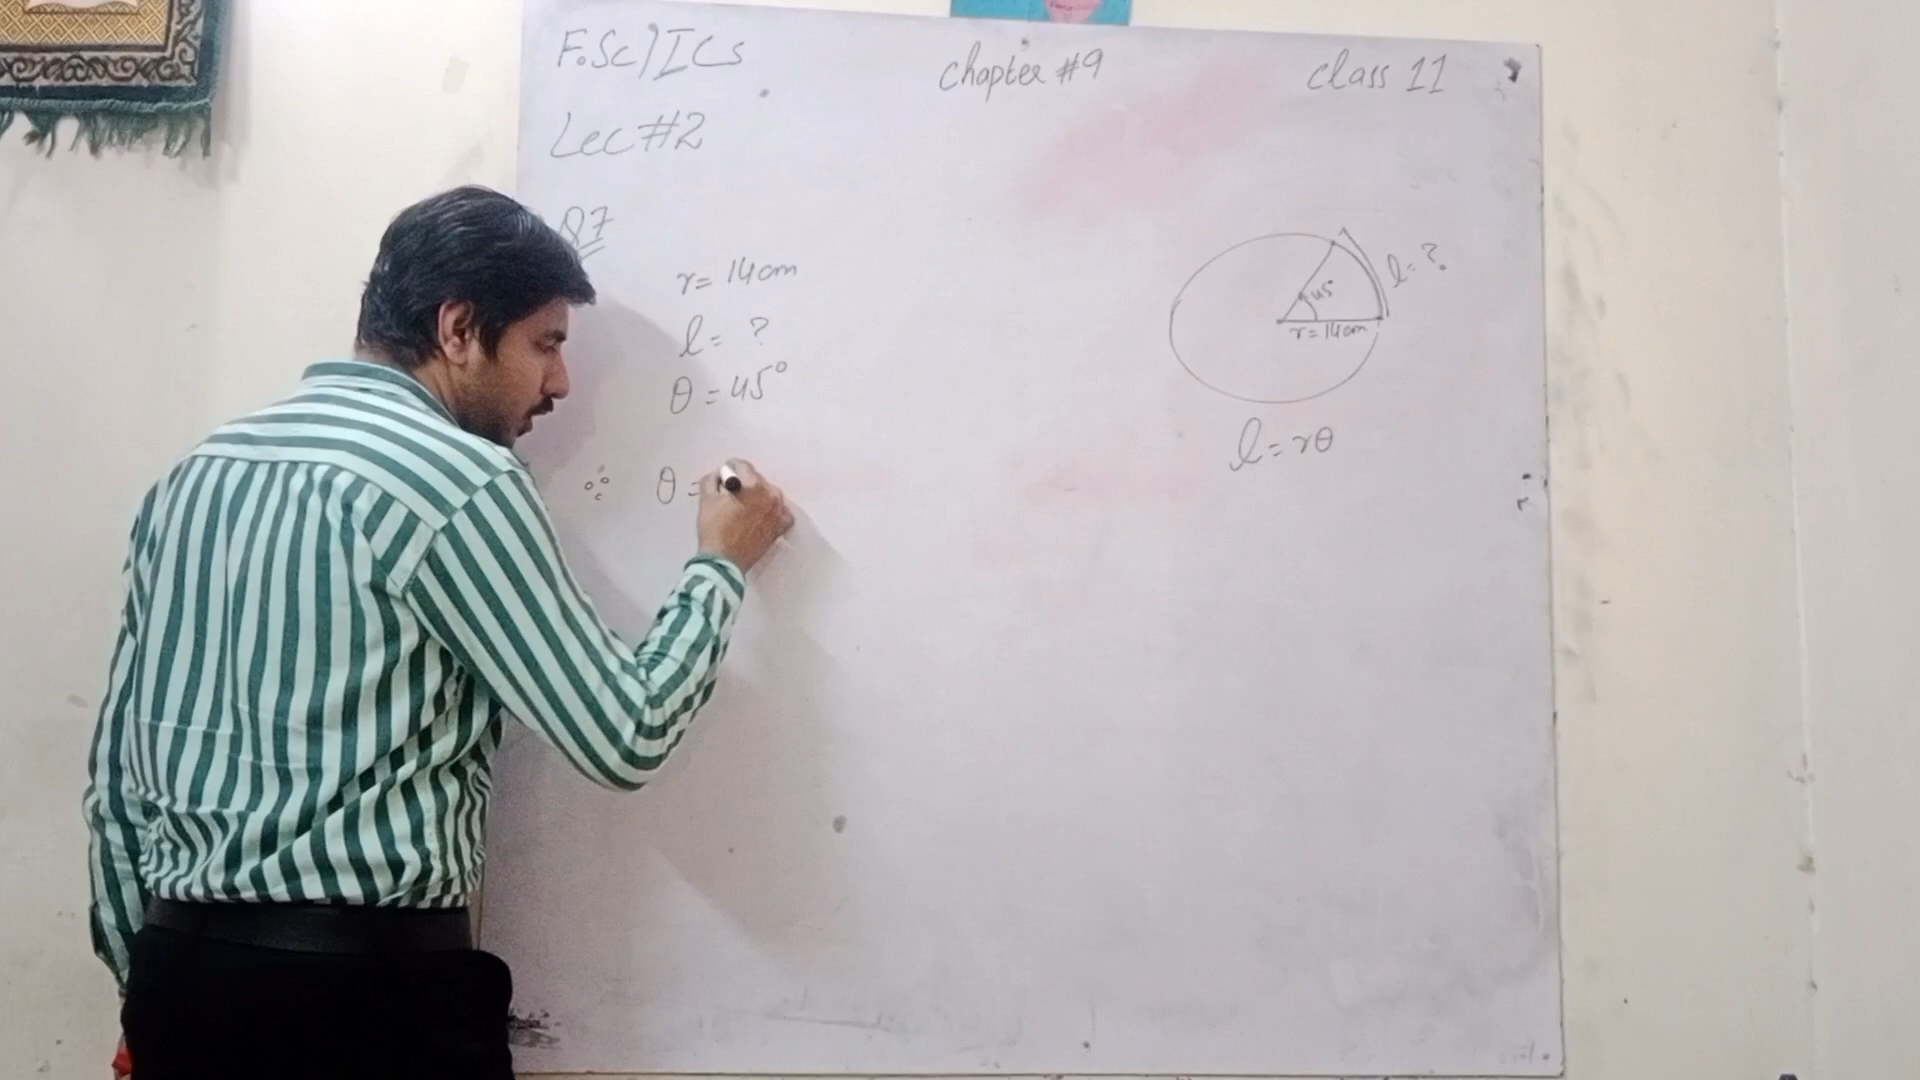 F.Sc/ICs
Chapter #9
Class 11
Lec#2
Q7
r= 14cm
l= ?
θ = 45°
∴ θ =
45°
r= 14cm
l= ?
l= rθ